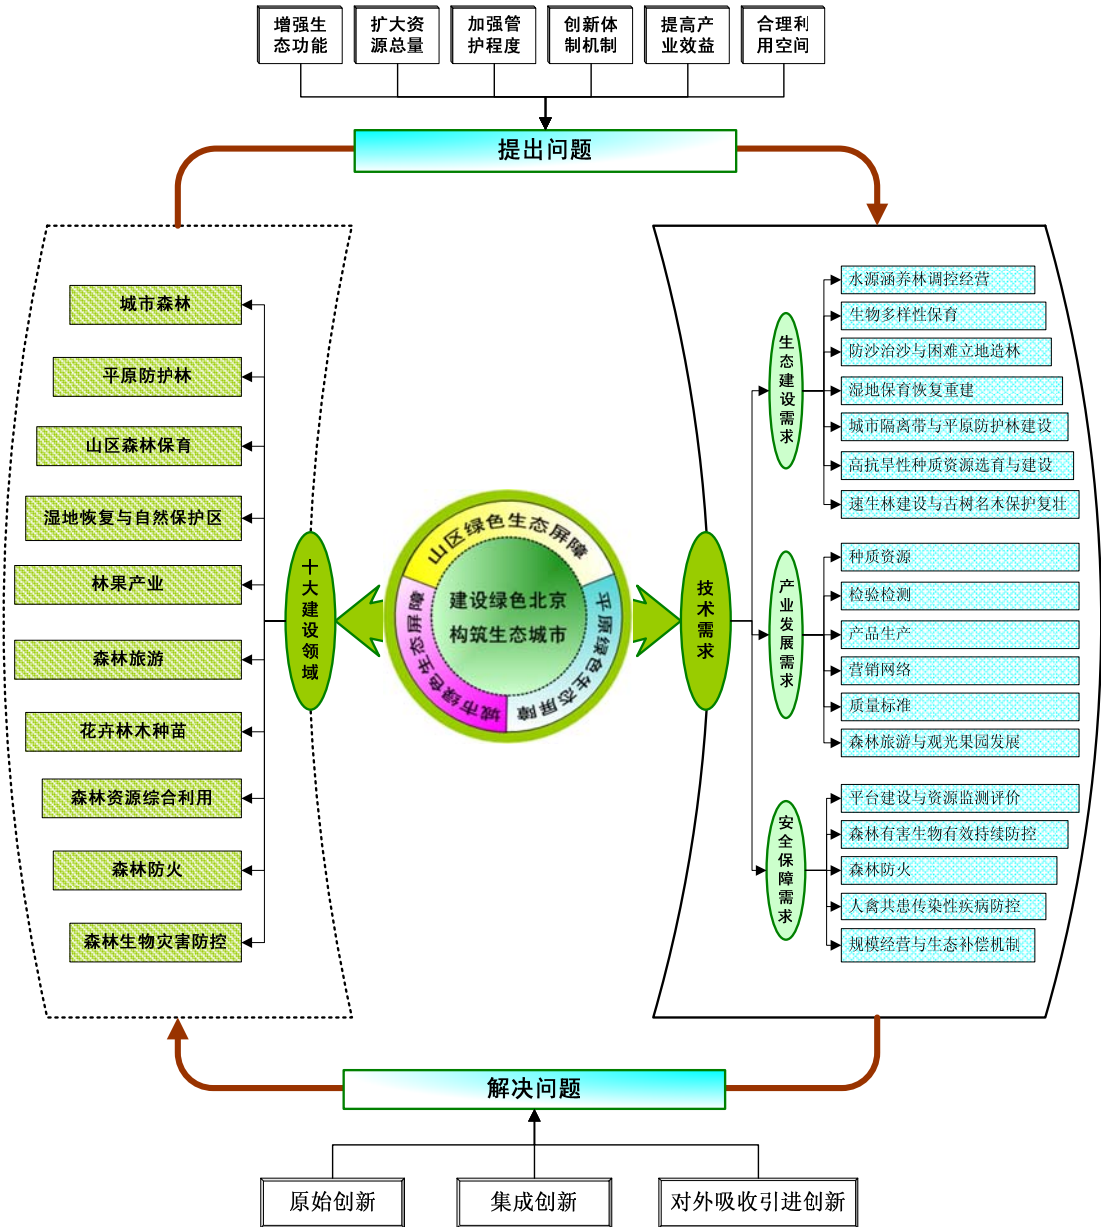 增强生
态功能
扩大资
源总量
加强管
护程度
创新体
制机制
提高产
业效益
合理利
用空间
提出问题
城市森林
平原防护林
山区森林保育
湿地恢复与自然保护区
林果产业
森林旅游
花卉林木种苗
森林资源综合利用
森林防火
森林生物灾害防控
十大建设领域
山区绿色生态屏障
平原绿色生态屏障
城市绿色生态屏障
建设绿色北京
构筑生态城市
技术需求
生态建设需求
水源涵养林调控经营
生物多样性保育
防沙治沙与困难立地造林
湿地保育恢复重建
城市隔离带与平原防护林建设
高抗旱性种质资源选育与建设
速生林建设与古树名木保护复壮
产业发展需求
种质资源
检验检测
产品生产
营销网络
质量标准
森林旅游与观光果园发展
安全保障需求
平台建设与资源监测评价
森林有害生物有效持续防控
森林防火
人禽共患传染性疾病防控
规模经营与生态补偿机制
解决问题
原始创新
集成创新
对外吸收引进创新